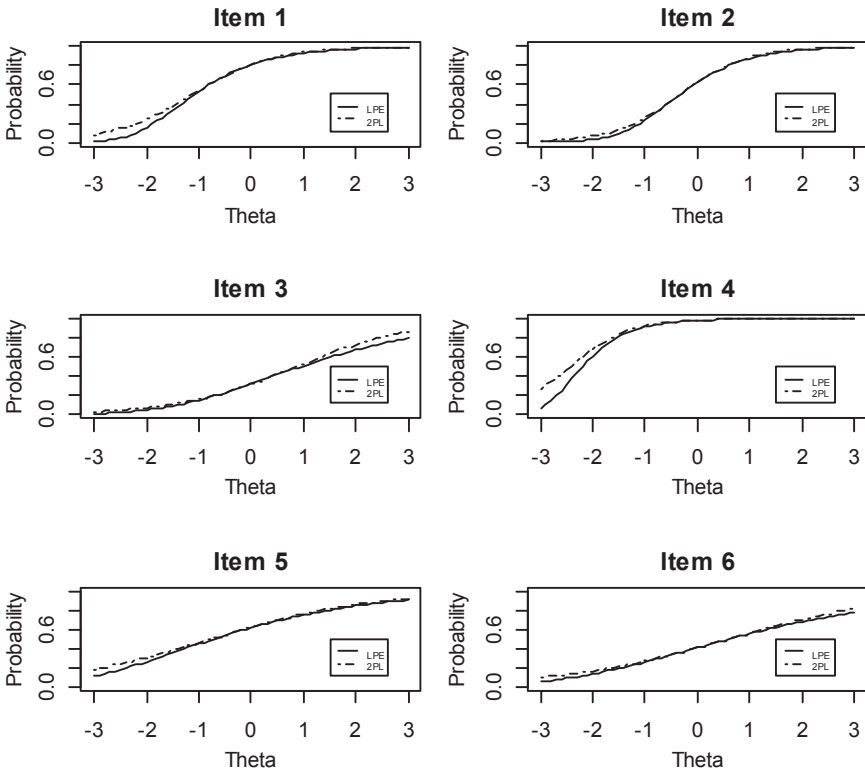 Item 1
Probability
0.6
0.0
LPE
2PL
-3 -2 -1 0 1 2 3
Theta
Item 2
Probability
0.6
0.0
LPE
2PL
-3 -2 -1 0 1 2 3
Theta
Item 3
Probability
0.6
0.0
LPE
2PL
-3 -2 -1 0 1 2 3
Theta
Item 4
Probability
0.6
0.0
LPE
2PL
-3 -2 -1 0 1 2 3
Theta
Item 5
Probability
0.6
0.0
LPE
2PL
-3 -2 -1 0 1 2 3
Theta
Item 6
Probability
0.6
0.0
LPE
2PL
-3 -2 -1 0 1 2 3
Theta